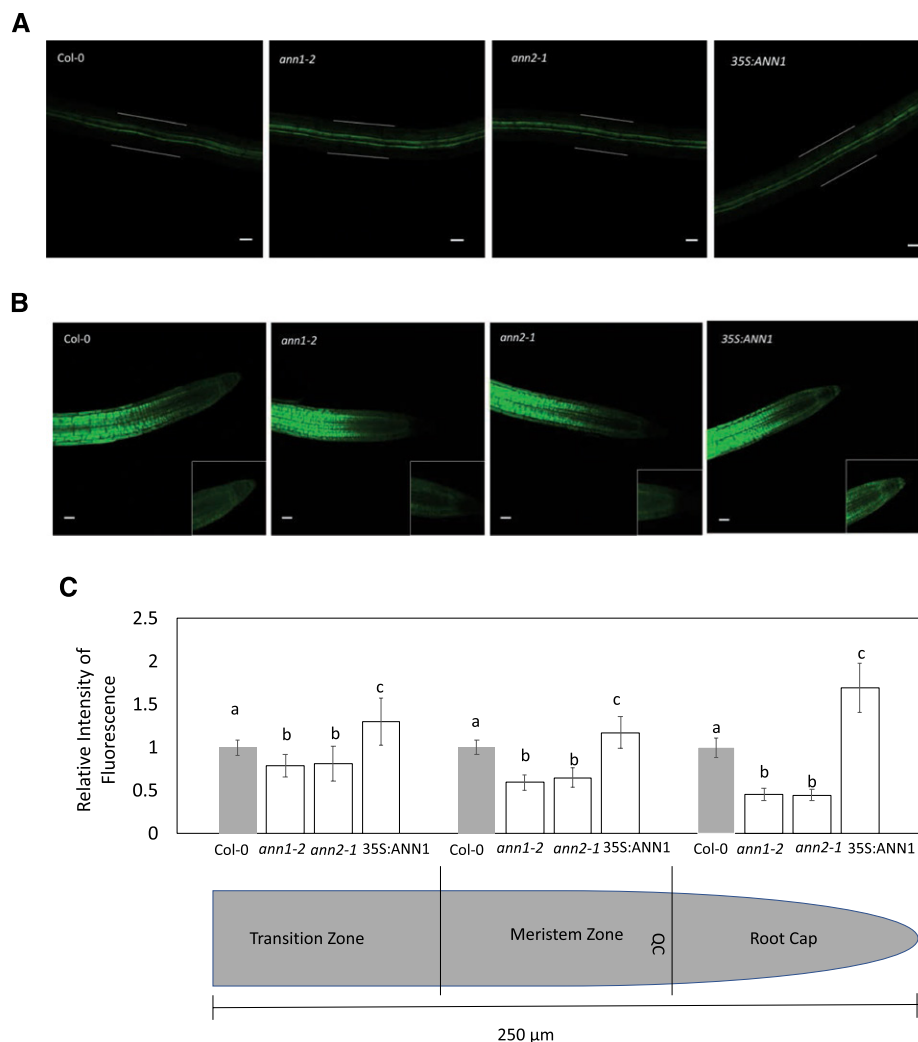 A
Col-0
ann1-2
ann2-1
35S:ANN1
B
Col-0
ann1-2
ann2-1
35S:ANN1
C
Relative Intensity of
Fluorescence
2.5
2
1.5
1
0.5
0
a
b
b
c
a
b
b
c
a
b
b
c
Col-0
ann1-2
ann2-1
35S:ANN1
Col-0
ann1-2
ann2-1
35S:ANN1
Col-0
ann1-2
ann2-1
35S:ANN1
Transition Zone
Meristem Zone
QC
Root Cap
250 μm